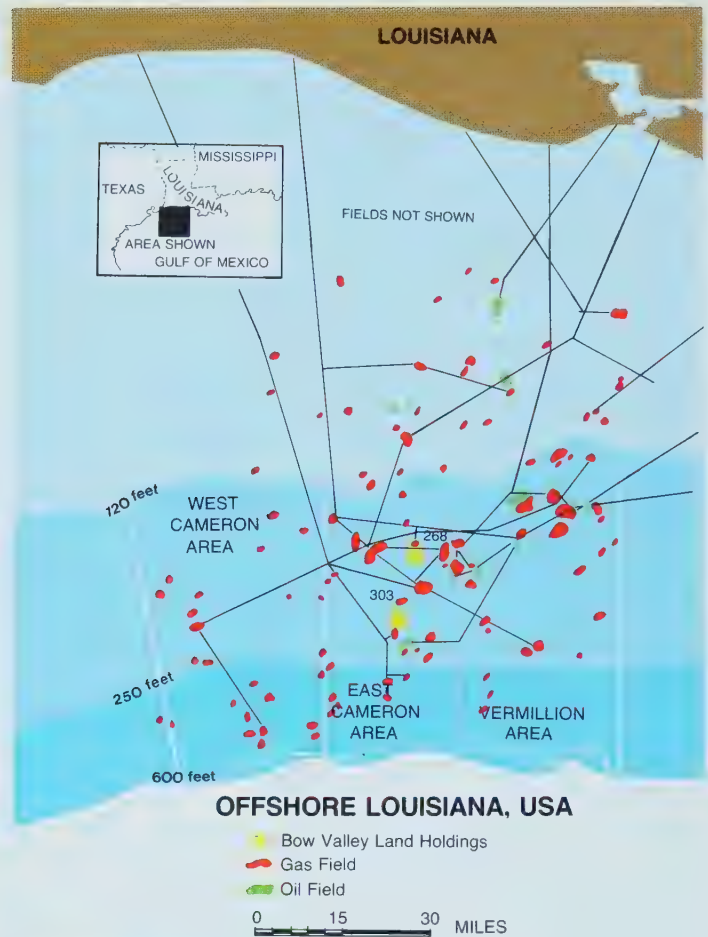 LOUISIANA
MISSISSIPPI
TEXAS
LOUISIANA
AREA SHOWN
GULF OF MEXICO
FIELDS NOT SHOWN
120 feet
WEST
CAMERON
AREA
268
303
250 feet
EAST
CAMERON
AREA
VERMILLION
AREA
600 feet
OFFSHORE LOUISIANA, USA
Bow Valley Land Holdings
Gas Field
Oil Field
0 15 30 MILES